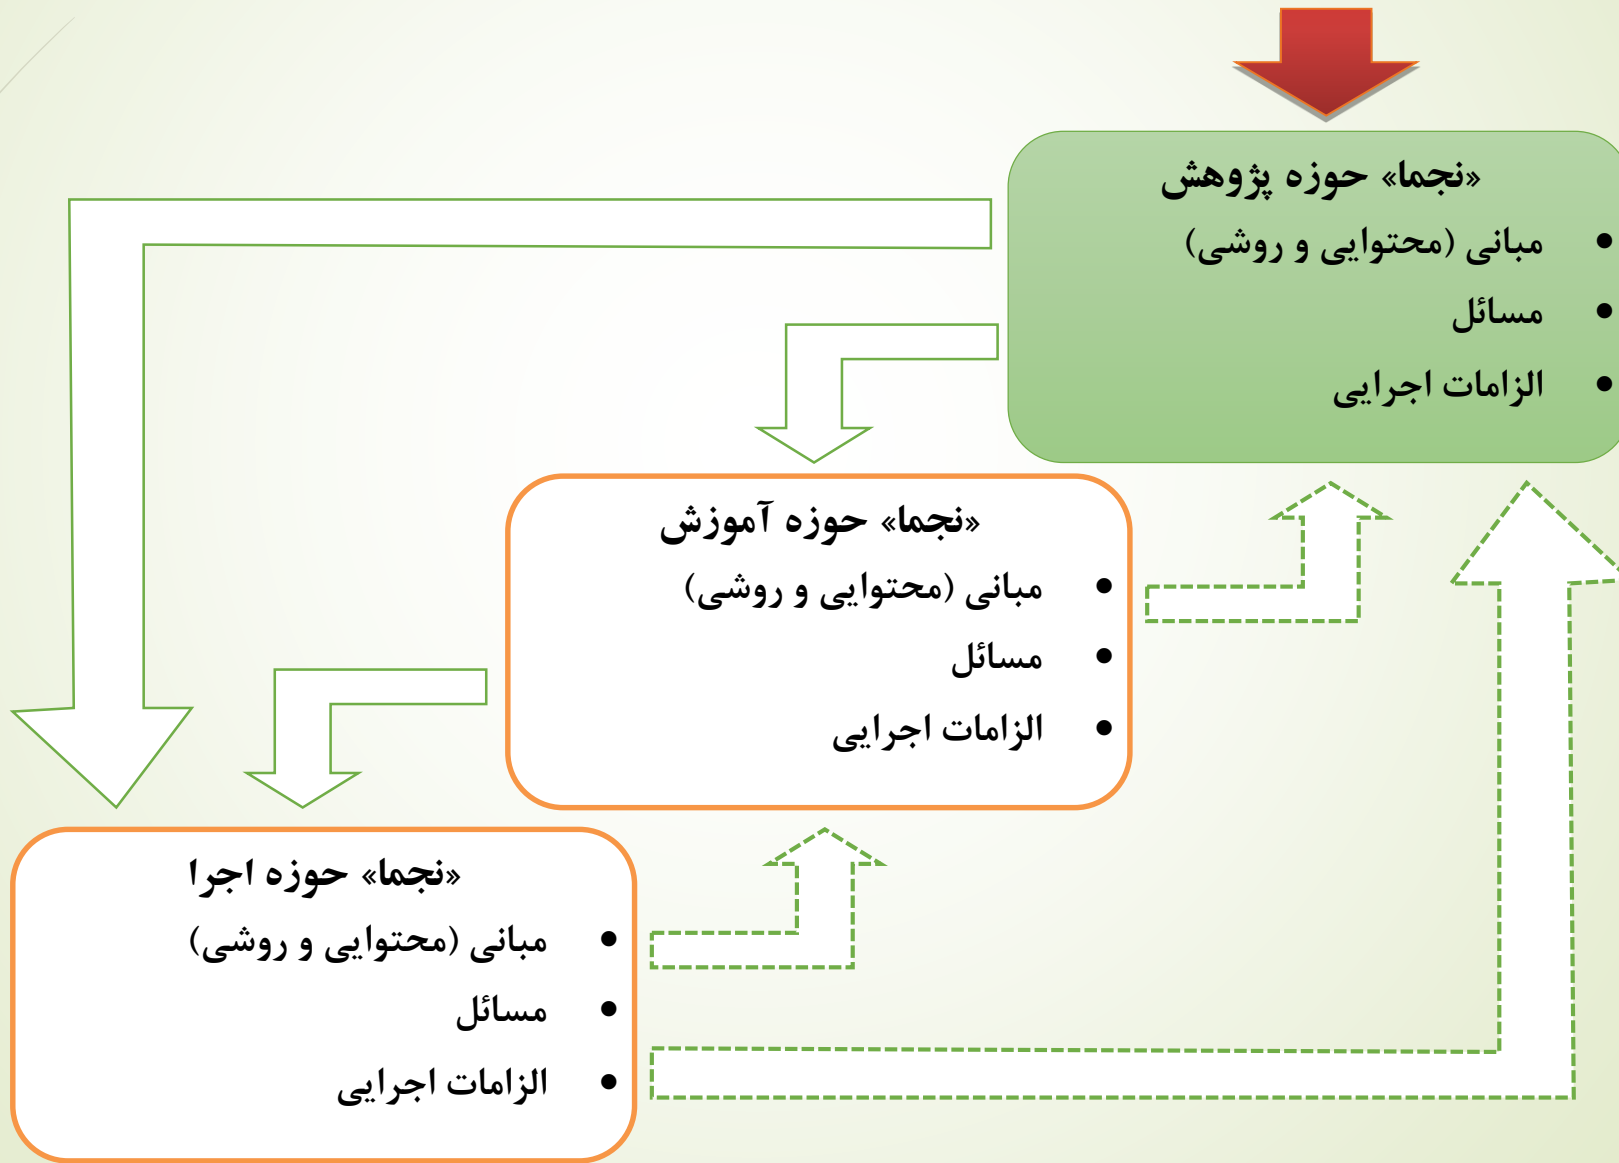 «نجما» حوزه پژوهش
• مبانی (محتوایی و روشی)
• مسائل
• الزامات اجرایی
«نجما» حوزه آموزش
• مبانی (محتوایی و روشی)
• مسائل
• الزامات اجرایی
«نجما» حوزه اجرا
• مبانی (محتوایی و روشی)
• مسائل
• الزامات اجرایی